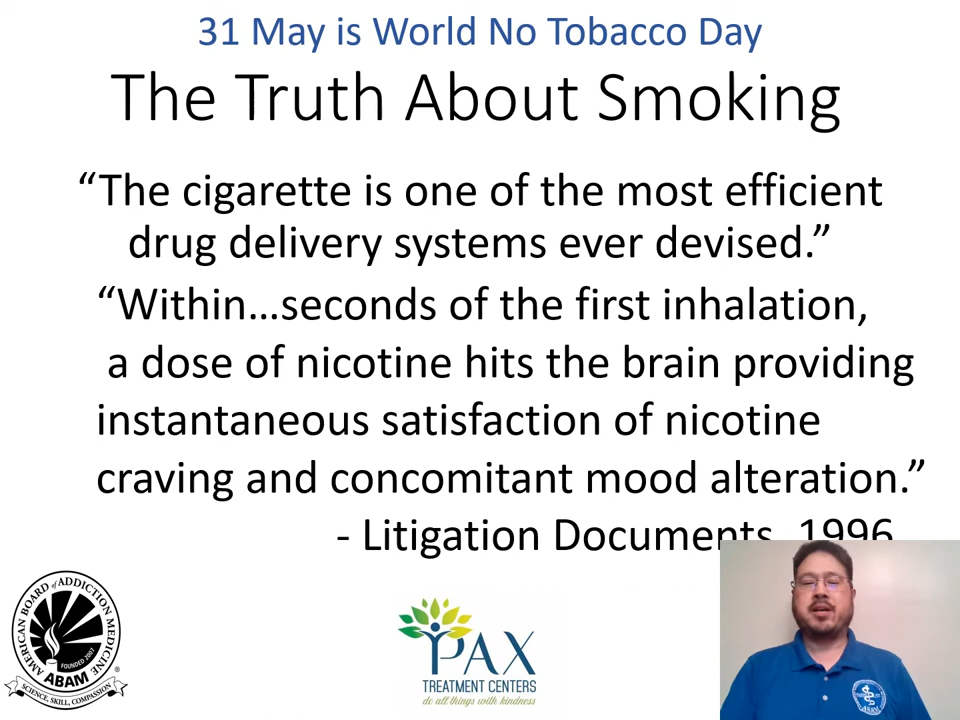 31 May is World No Tobacco Day
The Truth About Smoking
“The cigarette is one of the most efficient
drug delivery systems ever devised.”
“Within...seconds of the first inhalation,
a dose of nicotine hits the brain providing
instantaneous satisfaction of nicotine
craving and concomitant mood alteration.”
- Litigation Documents, 1996
AMERICAN BOARD of ADDICTION MEDICINE
FOUNDED 2007
ABAM
®
SCIENCE, SKILL, COMPASSION
PAX
TREATMENT CENTERS
do all things with kindness
ASAM